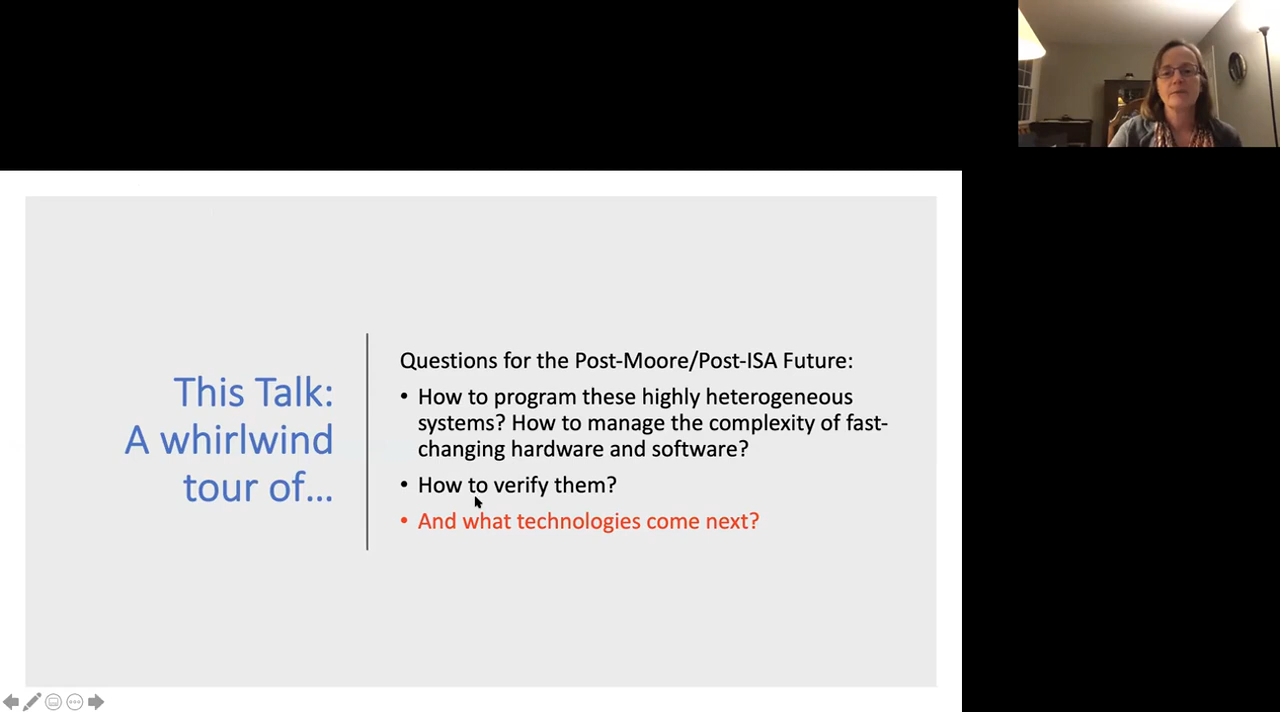 This Talk:
A whirlwind
tour of...
Questions for the Post-Moore/Post-ISA Future:
• How to program these highly heterogeneous
systems? How to manage the complexity of fast-
changing hardware and software?
• How to verify them?
• And what technologies come next?